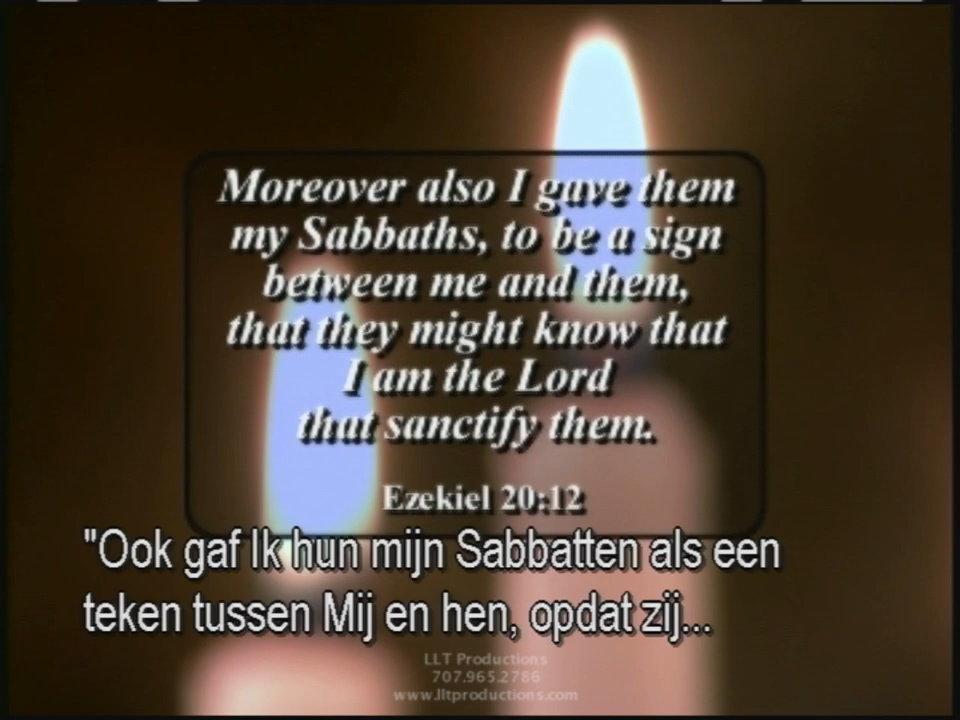 Moreover also I gave them
my Sabbaths, to be a sign
between me and them,
that they might know that
I am the Lord
that sanctify them.
Ezekiel 20:12
"Ook gaf Ik hun mijn Sabbatten als een
teken tussen Mij en hen, opdat zij...
LLT Productions
707.965.2786
www.lltproductions.com